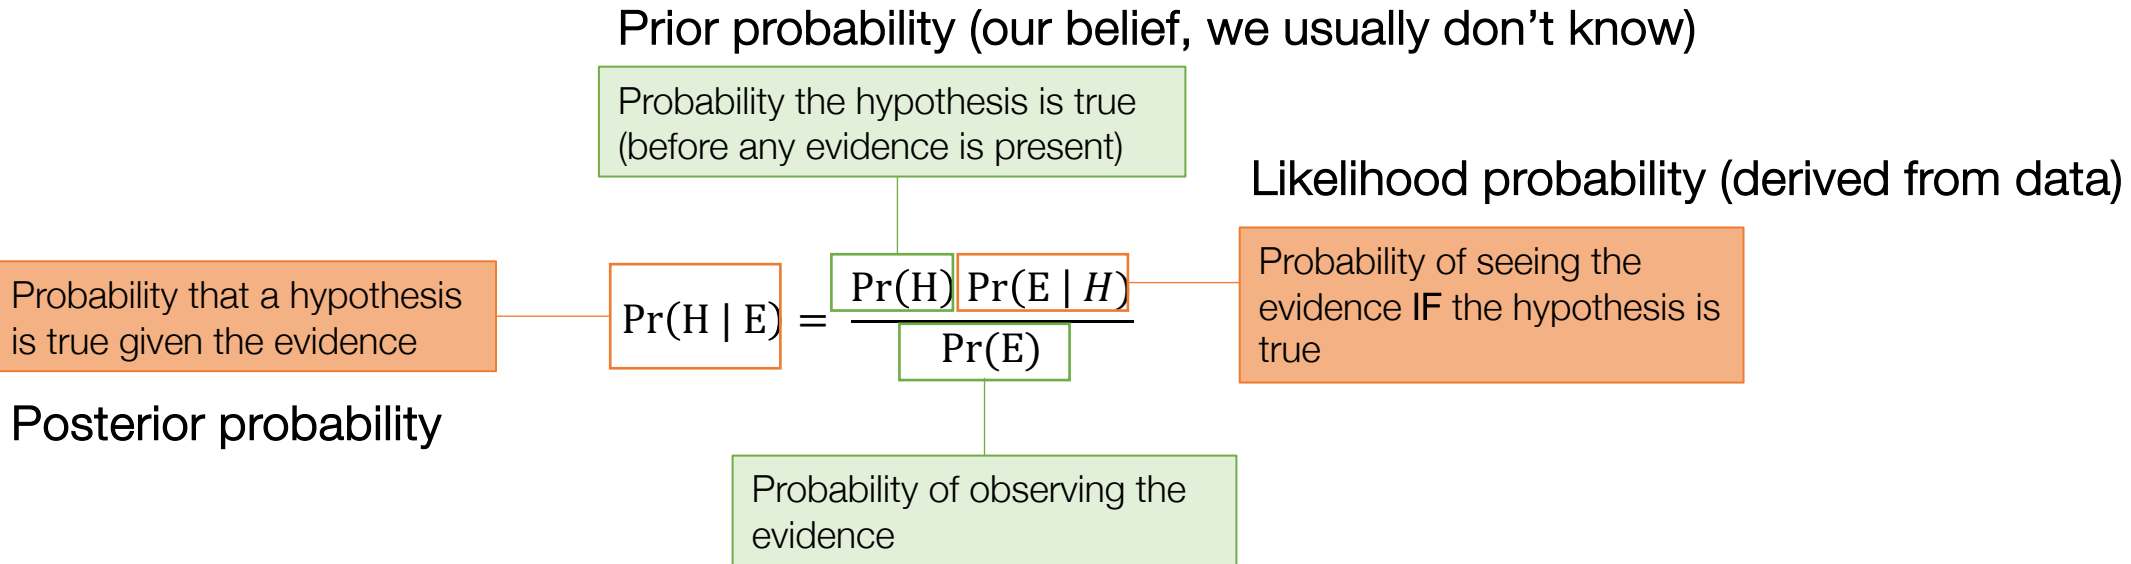 Prior probability (our belief, we usually don’t know)
Probability the hypothesis is true
(before any evidence is present)
Likelihood probability (derived from data)
Probability that a hypothesis
is true given the evidence
Pr(H | E) = Pr(H) Pr(E | H)
Pr(E)
Probability of seeing the
evidence IF the hypothesis is
true
Posterior probability
Probability of observing the
evidence